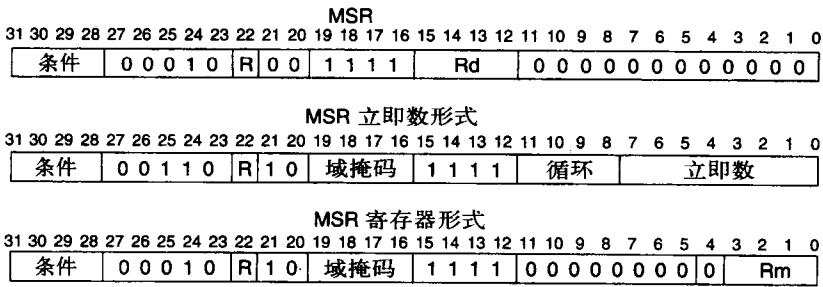 MSR
31 30 29 28 27 26 25 24 23 22 21 20 19 18 17 16 15 14 13 12 11 10 9 8 7 6 5 4 3 2 1 0
条件 0 0 0 1 0 R 0 0 1 1 1 1 Rd 0 0 0 0 0 0 0 0 0 0 0 0
MSR 立即数形式
31 30 29 28 27 26 25 24 23 22 21 20 19 18 17 16 15 14 13 12 11 10 9 8 7 6 5 4 3 2 1 0
条件 0 0 1 1 0 R 1 0 域掩码 1 1 1 1 循环 立即数
MSR 寄存器形式
31 30 29 28 27 26 25 24 23 22 21 20 19 18 17 16 15 14 13 12 11 10 9 8 7 6 5 4 3 2 1 0
条件 0 0 0 1 0 R 1 0 域掩码 1 1 1 1 0 0 0 0 0 0 0 0 Rm